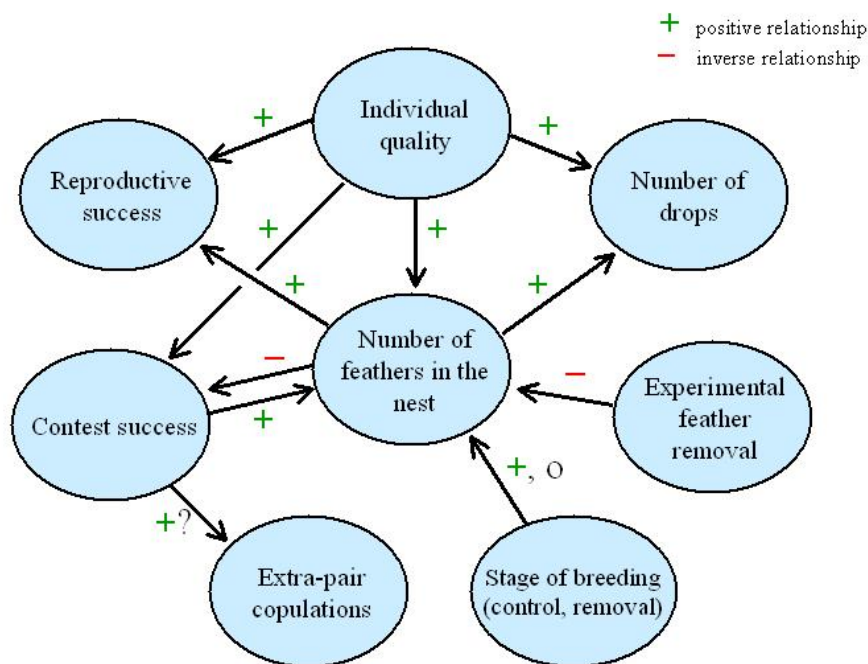 + positive relationship
− inverse relationship
Individual
quality
+
+
Reproductive
success
Number of
drops
+
+
+
+
Number of
feathers in the
nest
−
−
Contest success
+
Experimental
feather
removal
+, o
+?
Extra-pair
copulations
Stage of breeding
(control, removal)